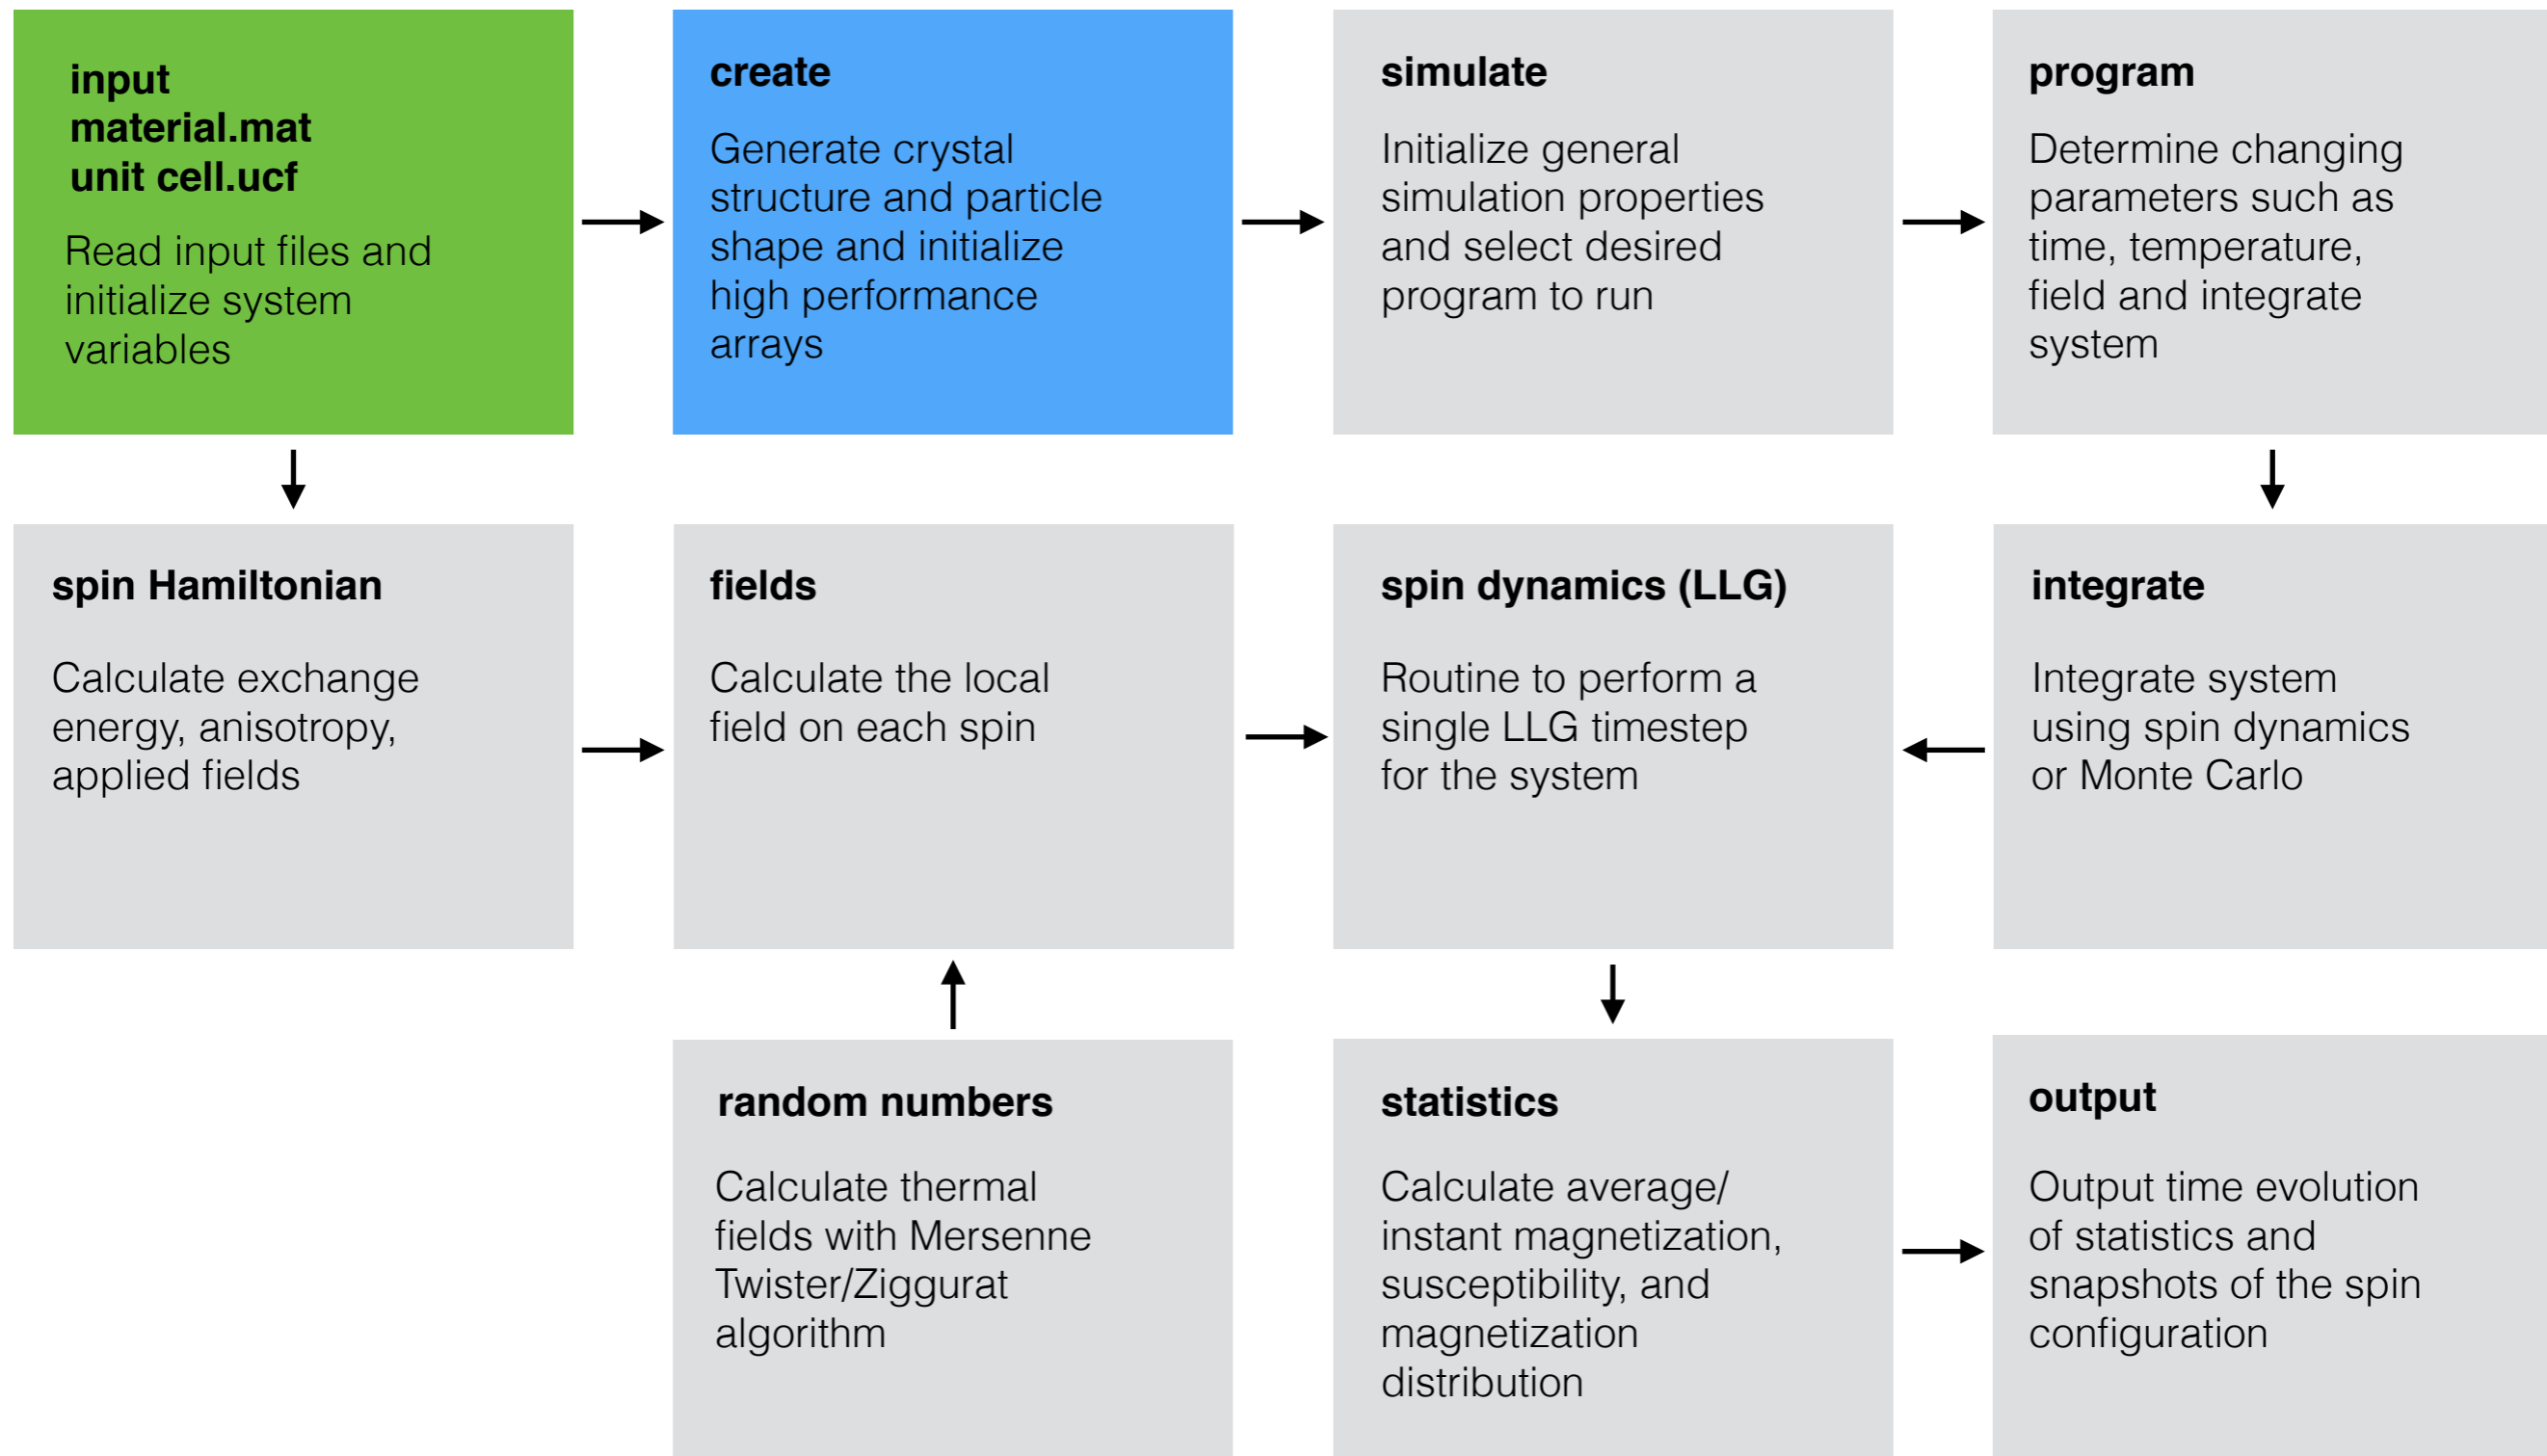 input
material.mat
unit cell.ucf
Read input files and
initialize system
variables
create
Generate crystal
structure and particle
shape and initialize
high performance
arrays
simulate
Initialize general
simulation properties
and select desired
program to run
program
Determine changing
parameters such as
time, temperature,
field and integrate
system
spin Hamiltonian
Calculate exchange
energy, anisotropy,
applied fields
fields
Calculate the local
field on each spin
spin dynamics (LLG)
Routine to perform a
single LLG timestep
for the system
integrate
Integrate system
using spin dynamics
or Monte Carlo
random numbers
Calculate thermal
fields with Mersenne
Twister/Ziggurat
algorithm
statistics
Calculate average/
instant magnetization,
susceptibility, and
magnetization
distribution
output
Output time evolution
of statistics and
snapshots of the spin
configuration